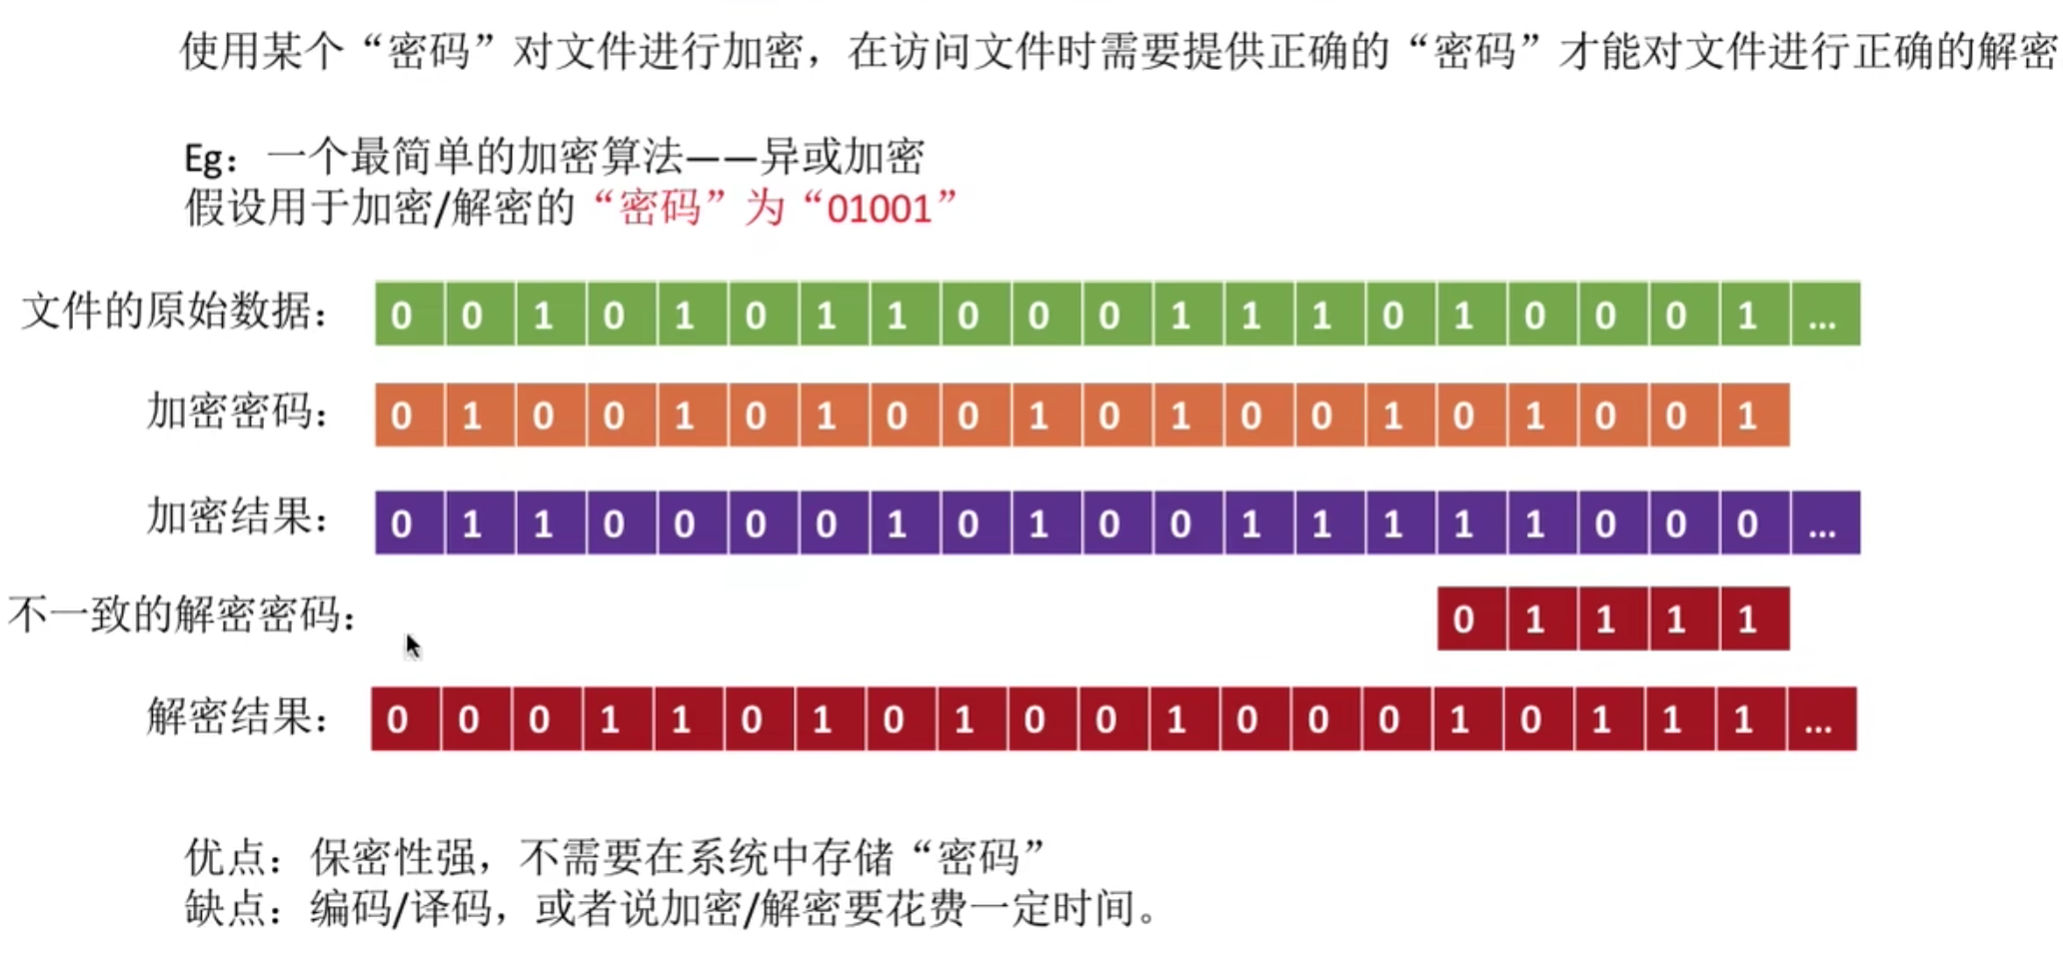 使用某个“密码”对文件进行加密，在访问文件时需要提供正确的“密码”才能对文件进行正确的解密
Eg：一个最简单的加密算法——异或加密
假设用于加密/解密的“密码”为“01001”
文件的原始数据： 0 0 1 0 1 0 1 1 0 0 0 1 1 1 0 1 0 0 0 1 ...
加密密码： 0 1 0 0 1 0 1 0 0 1 0 1 0 0 1 0 1 0 0 1
加密结果： 0 1 1 0 0 0 0 1 0 1 0 0 1 1 1 1 1 0 0 0 ...
不一致的解密密码： 0 1 1 1 1
解密结果： 0 0 0 1 1 0 1 0 1 0 0 1 0 0 0 1 0 1 1 1 ...
优点：保密性强，不需要在系统中存储“密码”
缺点：编码/译码，或者说加密/解密要花费一定时间。